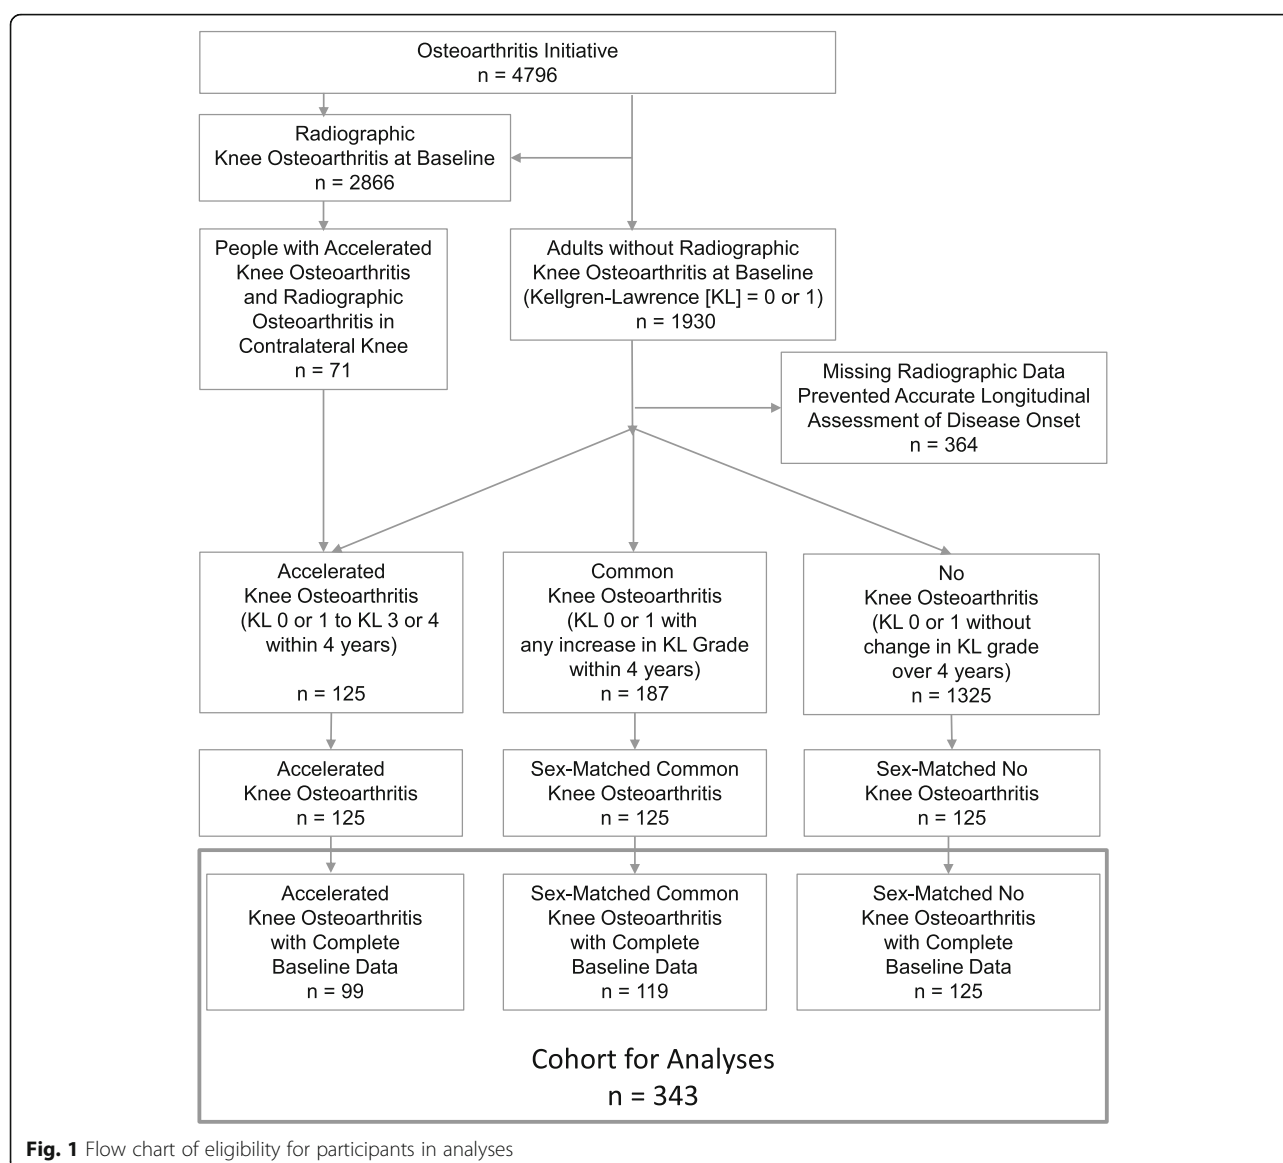 Osteoarthritis Initiative
n = 4796
Radiographic
Knee Osteoarthritis at Baseline
n = 2866
People with Accelerated
Knee Osteoarthritis
and Radiographic
Osteoarthritis in
Contralateral Knee
n = 71
Adults without Radiographic
Knee Osteoarthritis at Baseline
(Kellgren-Lawrence [KL] = 0 or 1)
n = 1930
Missing Radiographic Data
Prevented Accurate Longitudinal
Assessment of Disease Onset
n = 364
Accelerated
Knee Osteoarthritis
(KL 0 or 1 to KL 3 or 4
within 4 years)
n = 125
Common
Knee Osteoarthritis
(KL 0 or 1 with
any increase in KL Grade
within 4 years)
n = 187
No
Knee Osteoarthritis
(KL 0 or 1 without
change in KL grade
over 4 years)
n = 1325
Accelerated
Knee Osteoarthritis
n = 125
Sex-Matched Common
Knee Osteoarthritis
n = 125
Sex-Matched No
Knee Osteoarthritis
n = 125
Accelerated
Knee Osteoarthritis
with Complete
Baseline Data
n = 99
Sex-Matched Common
Knee Osteoarthritis
with Complete
Baseline Data
n = 119
Sex-Matched No
Knee Osteoarthritis
with Complete
Baseline Data
n = 125
Cohort for Analyses
n = 343
Fig. 1 Flow chart of eligibility for participants in analyses